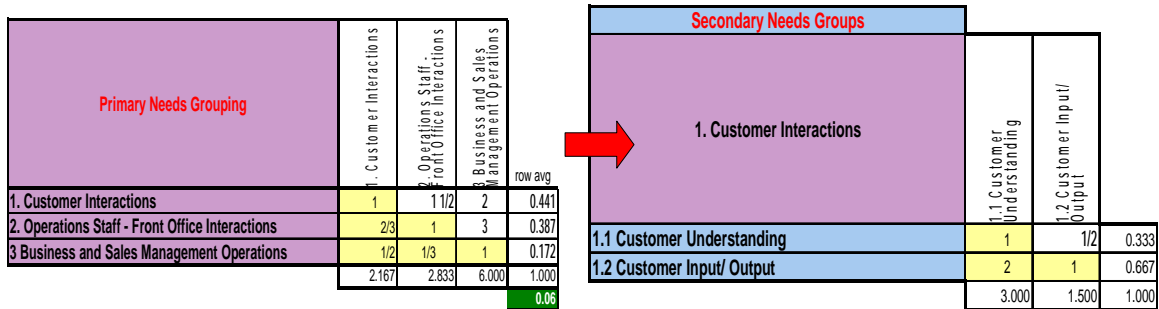 Primary Needs Grouping
1. Customer Interactions
2. Operations Staff -
Front Office Interactions
3 Business and Sales
Management Operations
row avg
1. Customer Interactions 1 1 1/2 2 0.441
2. Operations Staff - Front Office Interactions 2/3 1 3 0.387
3 Business and Sales Management Operations 1/2 1/3 1 0.172
2.167 2.833 6.000 1.000
0.06
Secondary Needs Groups
1. Customer Interactions
1.1 Customer
Understanding
1.2 Customer Input/
Output
1.1 Customer Understanding 1 1/2 0.333
1.2 Customer Input/ Output 2 1 0.667
3.000 1.500 1.000